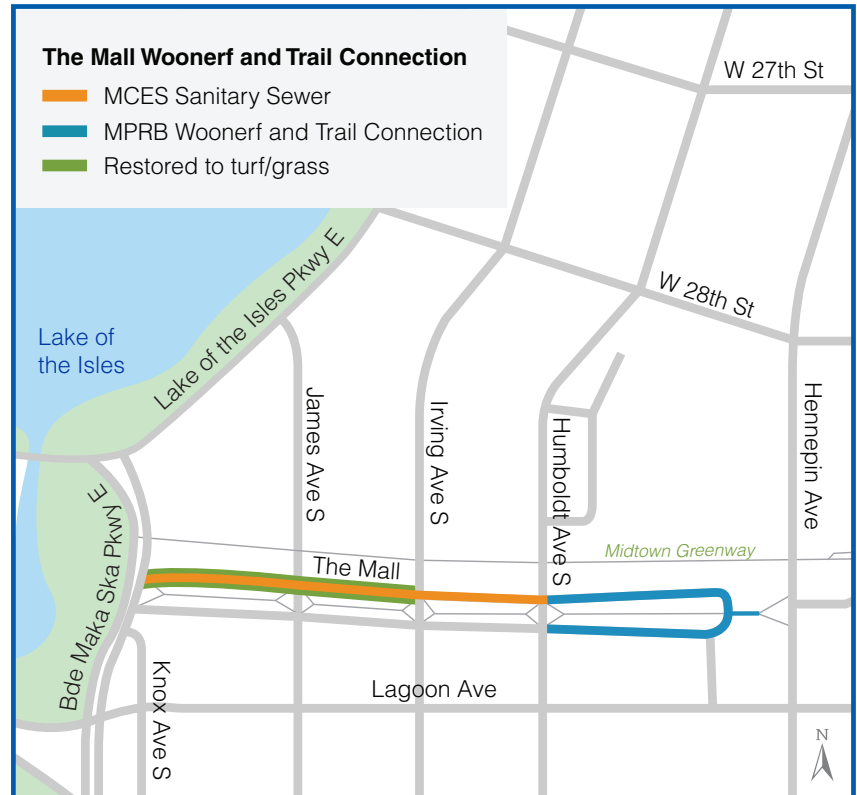 The Mall Woonerf and Trail Connection
MCES Sanitary Sewer
MPRB Woonerf and Trail Connection
Restored to turf/grass
W 27th St
W 28th St
Lake of the Isles Pkwy E
Lake of
the Isles
James Ave S
Irving Ave S
Humboldt Ave S
Hennepin Ave
Bde Maka Ska Pkwy E
Midtown Greenway
The Mall
Knox Ave S
Lagoon Ave
N